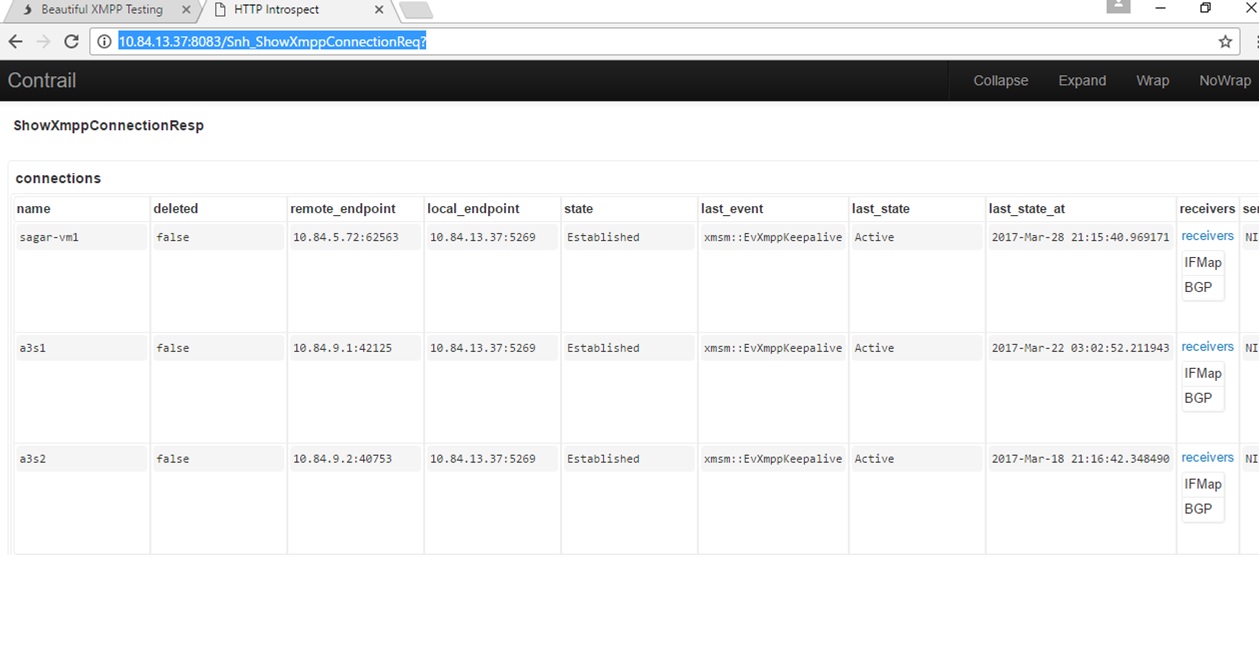 Beautiful XMPP Testing HTTP Introspect
10.84.13.37:8083/Snh_ShowXmppConnectionReq?
Contrail Collapse Expand Wrap NoWrap
ShowXmppConnectionResp
connections
name deleted remote_endpoint local_endpoint state last_event last_state last_state_at receivers
sagar-vm1 false 10.84.5.72:62563 10.84.13.37:5269 Established xmsm::EvXmppKeepalive Active 2017-Mar-28 21:15:40.969171 receivers NI
IFMap
BGP
a3s1 false 10.84.9.1:42125 10.84.13.37:5269 Established xmsm::EvXmppKeepalive Active 2017-Mar-22 03:02:52.211943 receivers NI
IFMap
BGP
a3s2 false 10.84.9.2:40753 10.84.13.37:5269 Established xmsm::EvXmppKeepalive Active 2017-Mar-18 21:16:42.348490 receivers NI
IFMap
BGP